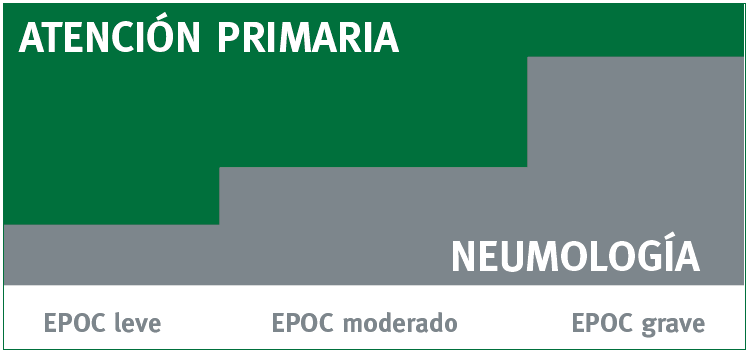 ATENCIÓN PRIMARIA
NEUMOLOGÍA
EPOC leve EPOC moderado EPOC grave